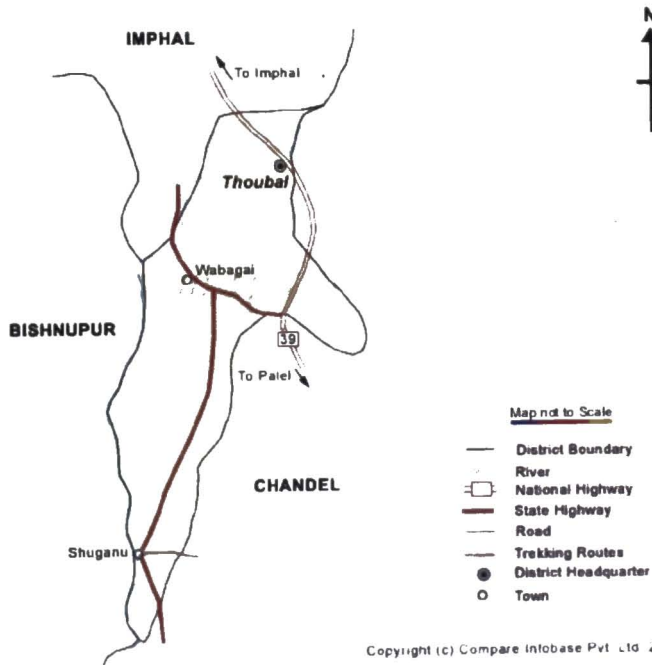 N
IMPHAL
To Imphal
Thoubal
Wabagai
BISHNUPUR
39
To Palel
CHANDEL
Shuganu
Map not to Scale
District Boundary
River
National Highway
State Highway
Road
Trekking Routes
District Headquarter
Town
Copyright (c) Compare Infobase Pvt. Ltd. 2